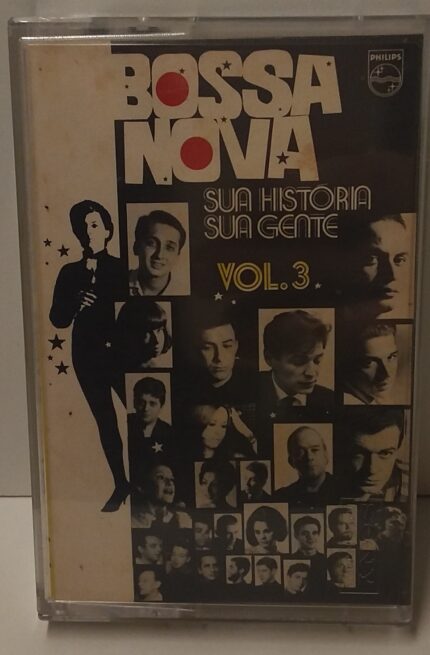 PHILIPS
BOSSA
NOVA
SUA HISTÓRIA
SUA GENTE
VOL.3